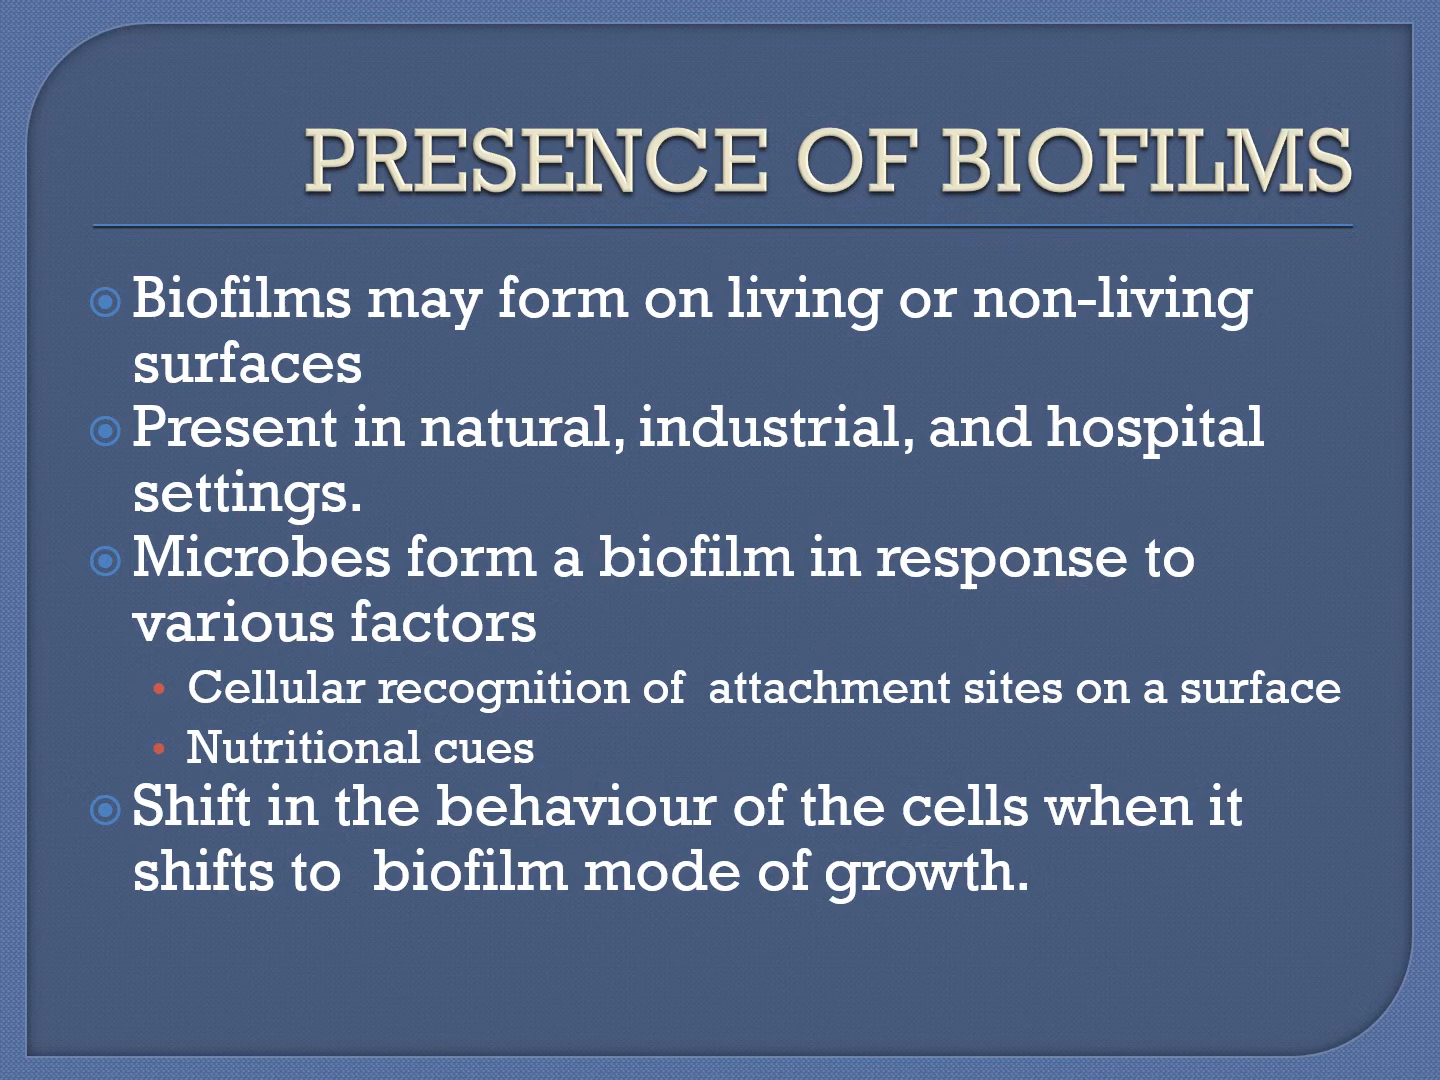 PRESENCE OF BIOFILMS
Biofilms may form on living or non-living
surfaces
Present in natural, industrial, and hospital
settings.
Microbes form a biofilm in response to
various factors
Cellular recognition of  attachment sites on a surface
Nutritional cues
Shift in the behaviour of the cells when it
shifts to  biofilm mode of growth.